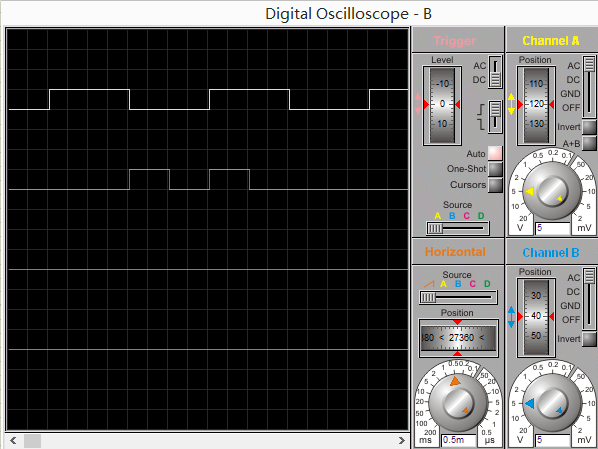 Digital Oscilloscope - B
Trigger
Level
AC
DC
-10
0
10
Auto
One-Shot
Cursors
Source
A B C D
Channel A
Position
AC
DC
GND
OFF
110
120
130
Invert
A+B
1 0.5 0.2 0.1 50
2 20
5 10
10 5
20 2
V 5 mV
Horizontal
Source
A B C D
Position
380 < 27360 <
1 0.50 0.2 0.1
2 50
5 20
10 10
20 5
50 2
100 1
200 0.5
ms 0.5m µs
Channel B
Position
AC
DC
GND
OFF
30
40
50
Invert
1 0.5 0.2 0.1 50
2 20
5 10
10 5
20 2
V 5 mV